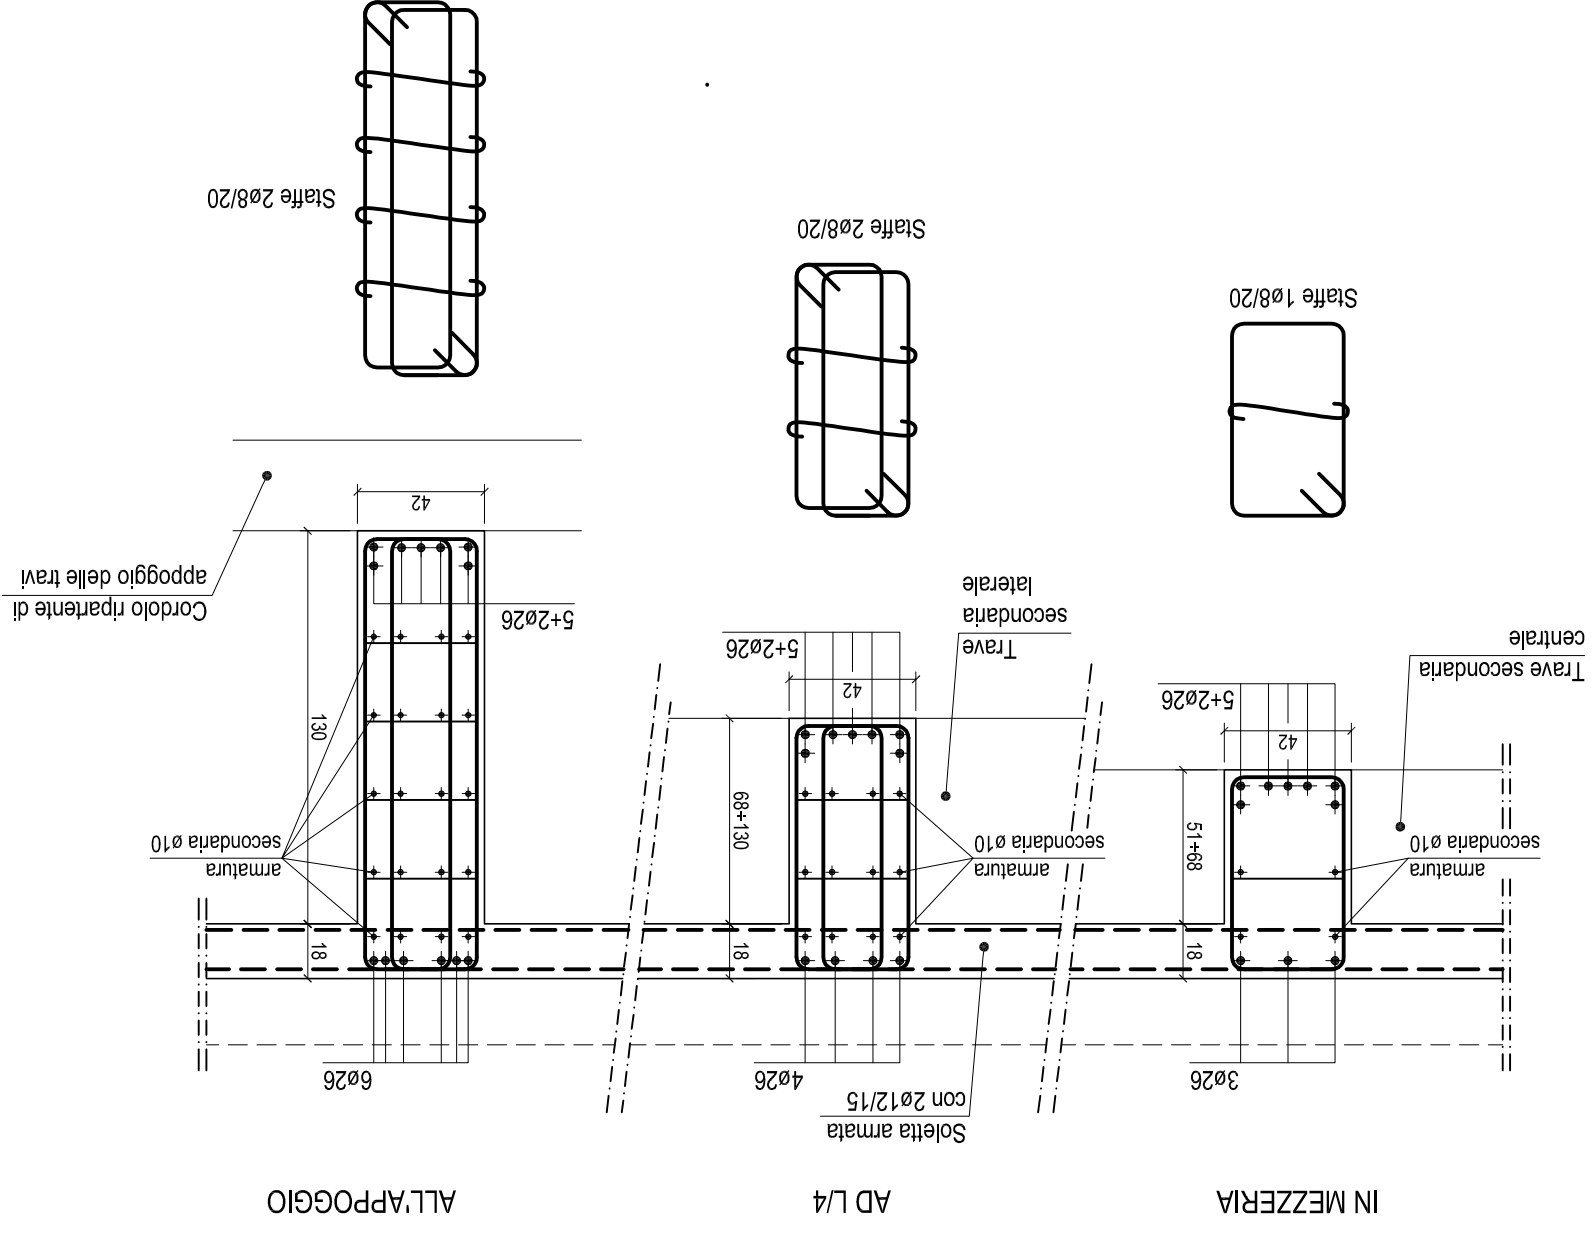 IN MEZZERIA
AD L/4
ALL'APPOGGIO
Soletta armata
con 2ø12/15
3ø26
4ø26
6ø26
18
18
18
armatura
secondaria ø10
armatura
secondaria ø10
armatura
secondaria ø10
51÷68
68÷130
130
Trave secondaria
centrale
42
5+2ø26
Trave
secondaria
laterale
42
5+2ø26
5+2ø26
Cordolo ripartente di
appoggio delle travi
42
Staffe 1ø8/20
Staffe 2ø8/20
Staffe 2ø8/20